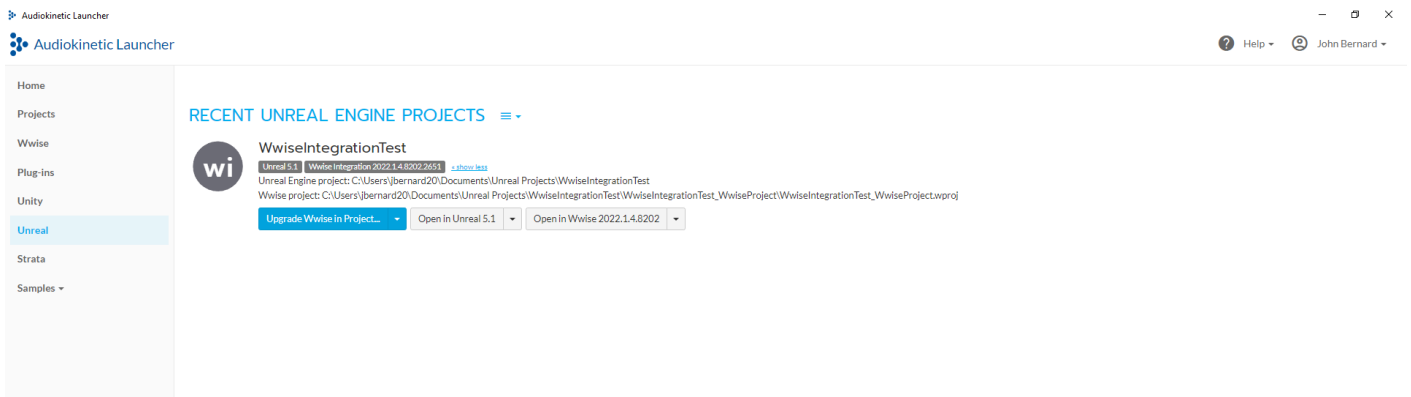 Audiokinetic Launcher
Audiokinetic Launcher
Help
John Bernard
Home
Projects
Wwise
Plug-ins
Unity
Unreal
Strata
Samples
RECENT UNREAL ENGINE PROJECTS
wi
WwiseIntegrationTest
Unreal 5.1 Wwise Integration 2022.1.4.8202.2651 « show less
Unreal Engine project: C:\Users\jbernard20\Documents\Unreal Projects\WwiseIntegrationTest
Wwise project: C:\Users\jbernard20\Documents\Unreal Projects\WwiseIntegrationTest\WwiseIntegrationTest_WwiseProject\WwiseIntegrationTest_WwiseProject.wproj
Upgrade Wwise in Project... Open in Unreal 5.1 Open in Wwise 2022.1.4.8202